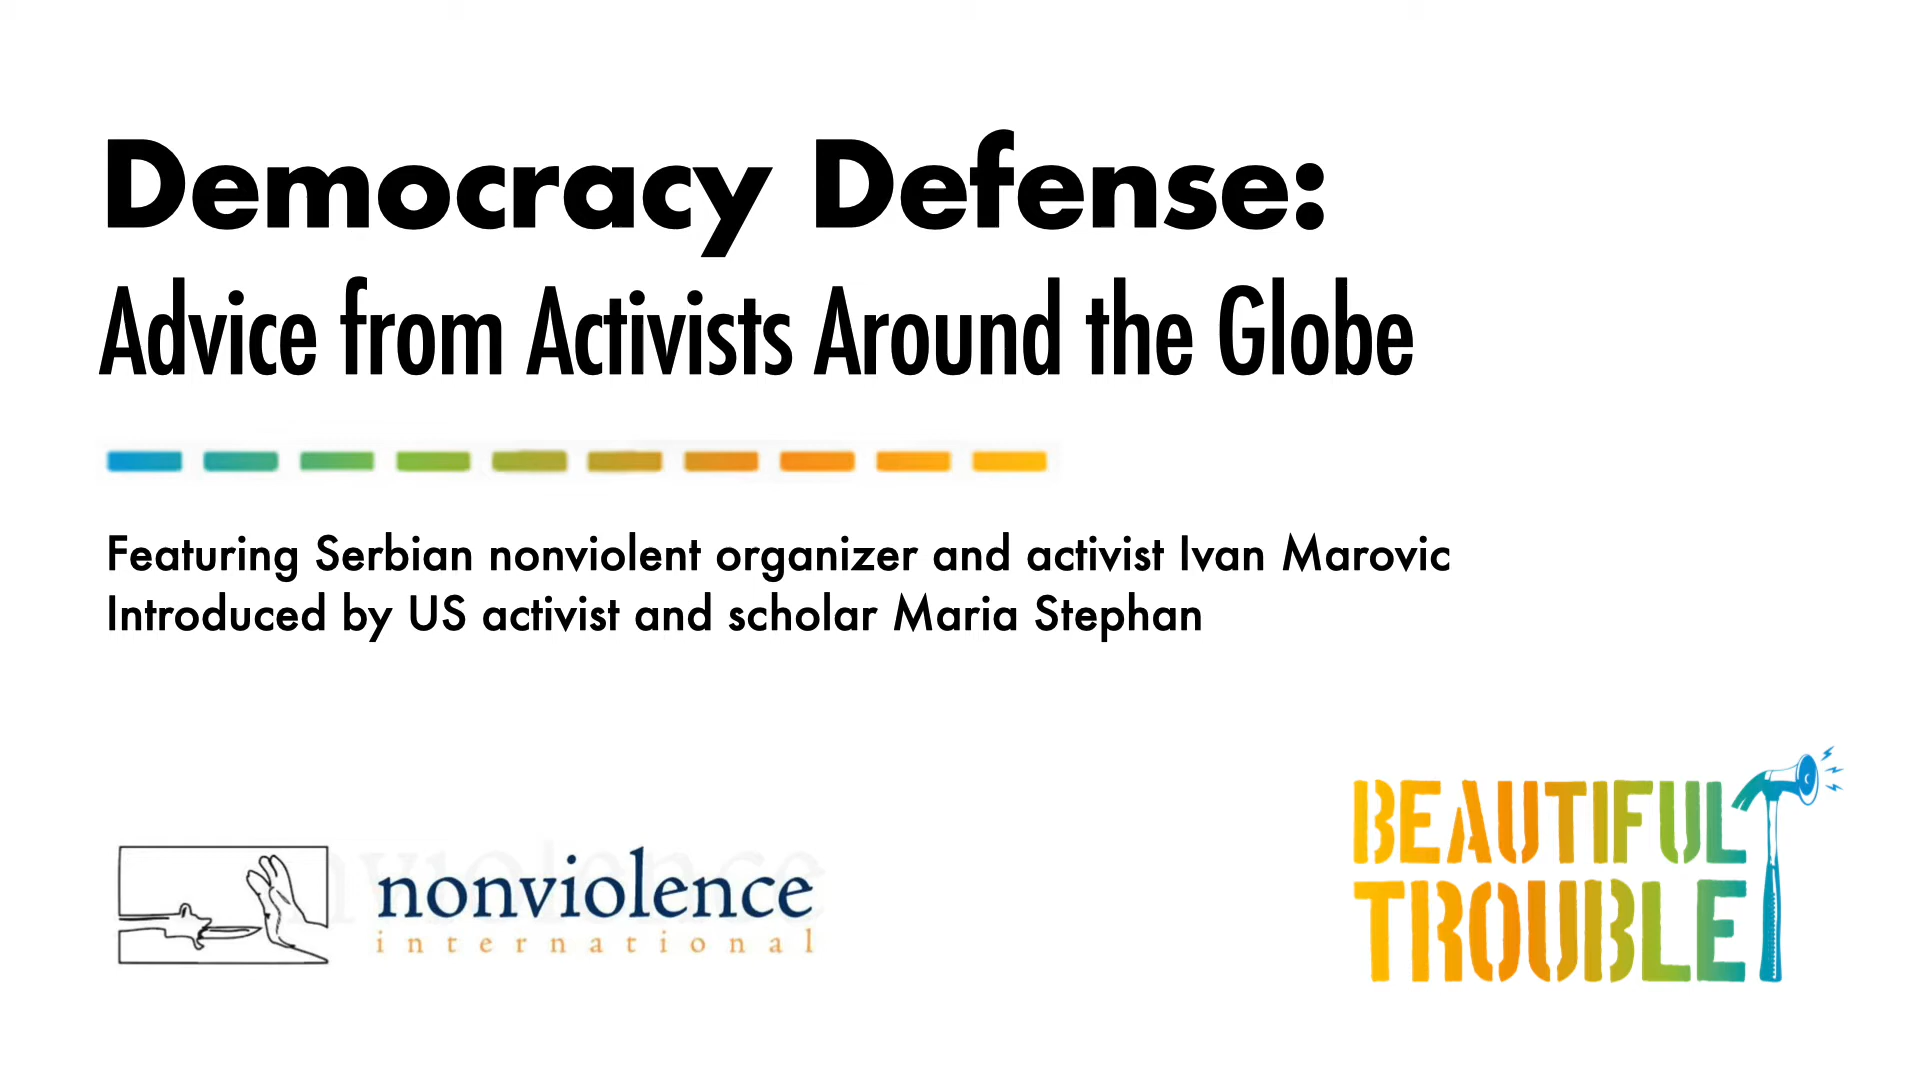 Democracy Defense:
Advice from Activists Around the Globe
Featuring Serbian nonviolent organizer and activist Ivan Marovic
Introduced by US activist and scholar Maria Stephan
nonviolence
international
BEAUTIFUL
TROUBLE